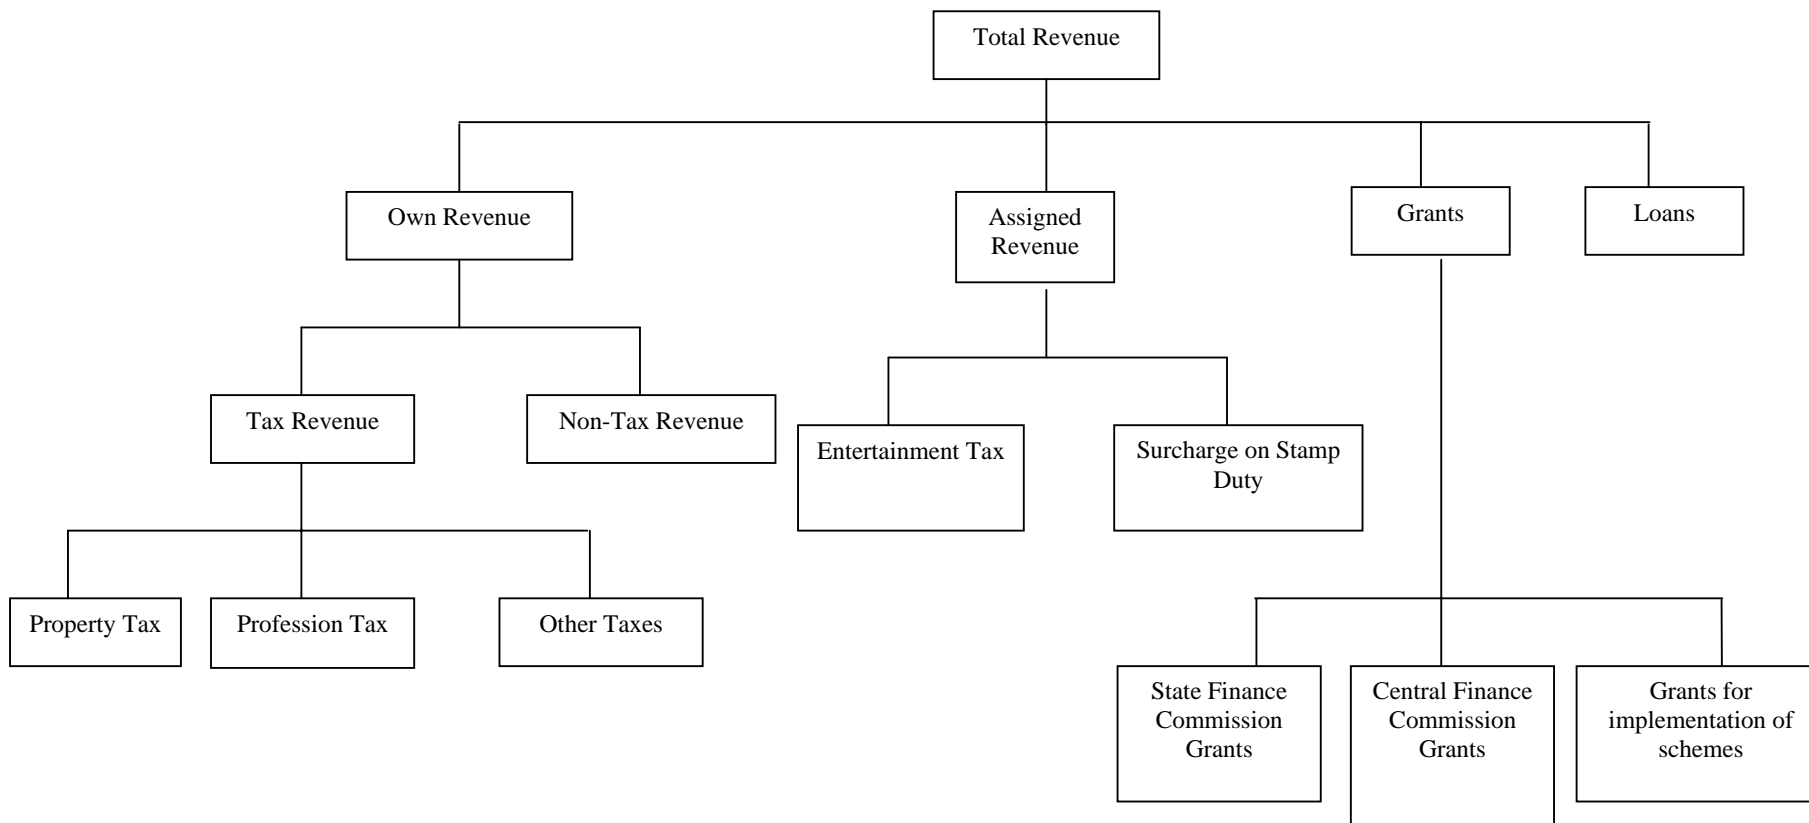 Total Revenue
Own Revenue
Assigned
Revenue
Grants
Loans
Tax Revenue
Non-Tax Revenue
Entertainment Tax
Surcharge on Stamp
Duty
Property Tax
Profession Tax
Other Taxes
State Finance
Commission
Grants
Central Finance
Commission
Grants
Grants for
implementation of
schemes